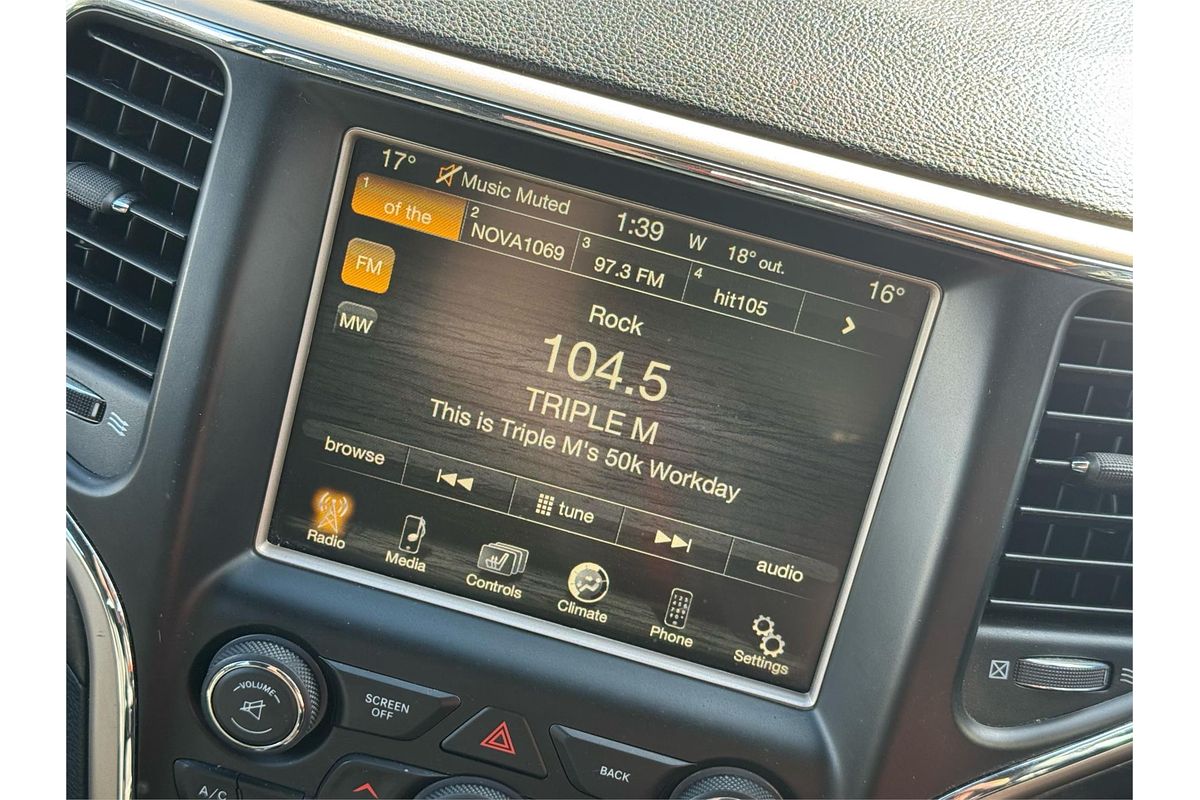 17° Music Muted 1:39 W 18° out. 16°
1 of the 2 NOVA1069 3 97.3 FM 4 hit105
FM
MW
Rock
104.5
TRIPLE M
This is Triple M's 50k Workday
browse tune audio
Radio Media Controls Climate Phone Settings
VOLUME
SCREEN
OFF
BACK
A/C